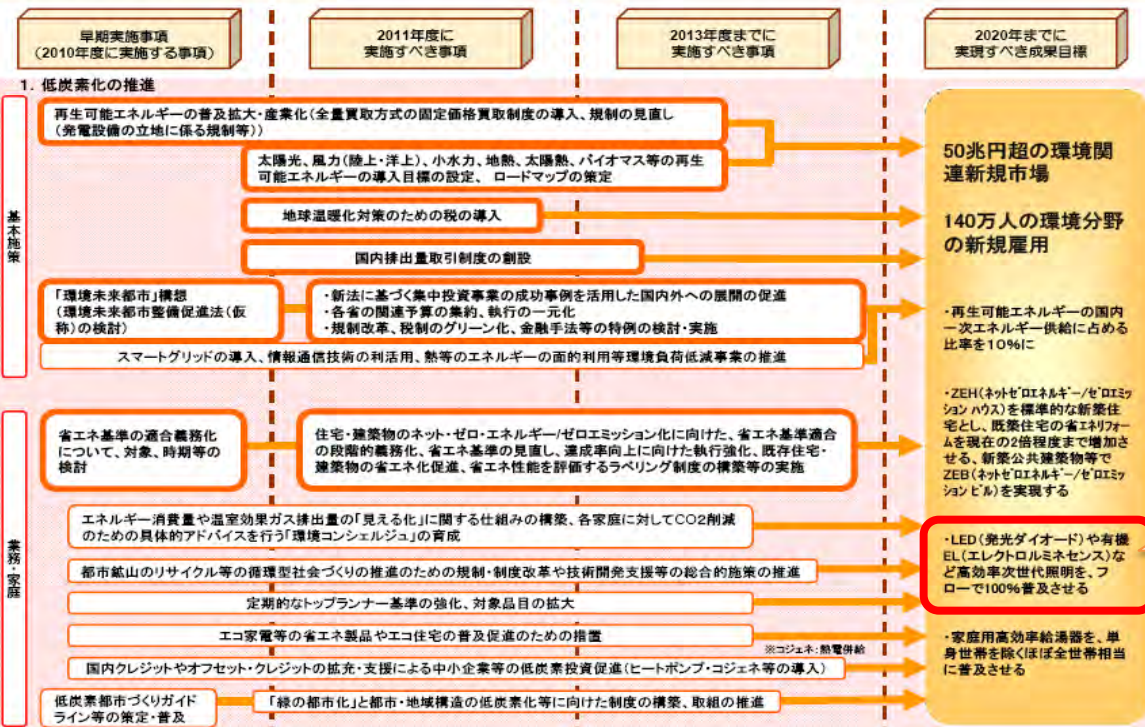 早期実施事項
(2010年度に実施する事項)
2011年度に
実施すべき事項
2013年度までに
実施すべき事項
2020年までに
実現すべき成果目標
1. 低炭素化の推進
基本施策
再生可能エネルギーの普及拡大・産業化(全量買取方式の固定価格買取制度の導入、規制の見直し
(発電設備の立地に係る規制等))
太陽光、風力(陸上・洋上)、小水力、地熱、太陽熱、バイオマス等の再生
可能エネルギーの導入目標の設定、 ロードマップの策定
地球温暖化対策のための税の導入
国内排出量取引制度の創設
「環境未来都市」構想
(環境未来都市整備促進法(仮
称)の検討)
・新法に基づく集中投資事業の成功事例を活用した国内外への展開の促進
・各省の関連予算の集約、執行の一元化
・規制改革、税制のグリーン化、金融手法等の特例の検討・実施
スマートグリッドの導入、情報通信技術の利活用、熱等のエネルギーの面的利用等環境負荷低減事業の推進
業務・家庭
省エネ基準の適合義務化
について、対象、時期等の
検討
住宅・建築物のネット・ゼロ・エネルギー/ゼロエミッション化に向けた、省エネ基準適合
の段階的義務化、省エネ基準の見直し、達成率向上に向けた執行強化、既存住宅・
建築物の省エネ化促進、省エネ性能を評価するラベリング制度の構築等の実施
エネルギー消費量や温室効果ガス排出量の「見える化」に関する仕組みの構築、各家庭に対してCO2削減
のための具体的アドバイスを行う「環境コンシェルジュ」の育成
都市鉱山のリサイクル等の循環型社会づくりの推進のための規制・制度改革や技術開発支援等の総合的施策の推進
定期的なトップランナー基準の強化、対象品目の拡大
エコ家電等の省エネ製品やエコ住宅の普及促進のための措置
※コジェネ:熱電併給
国内クレジットやオフセット・クレジットの拡充・支援による中小企業等の低炭素投資促進(ヒートポンプ・コジェネ等の導入)
低炭素都市づくりガイド
ライン等の策定・普及
「緑の都市化」と都市・地域構造の低炭素化等に向けた制度の構築、取組の推進
50兆円超の環境関
連新規市場
140万人の環境分野
の新規雇用
・再生可能エネルギーの国内
一次エネルギー供給に占める
比率を10%に
・ZEH(ネットゼロエネルギー/ゼロエミッ
ション ハウス)を標準的な新築住
宅とし、既築住宅の省エネリフォー
ムを現在の2倍程度まで増加さ
せる、新築公共建築物等で
ZEB(ネットゼロエネルギー/ゼロエミッ
ション ビル)を実現する
・LED(発光ダイオード)や有機
EL(エレクトロルミネセンス)な
ど高効率次世代照明を、フ
ローで100%普及させる
・家庭用高効率給湯器を、単
身世帯を除くほぼ全世帯相当
に普及させる